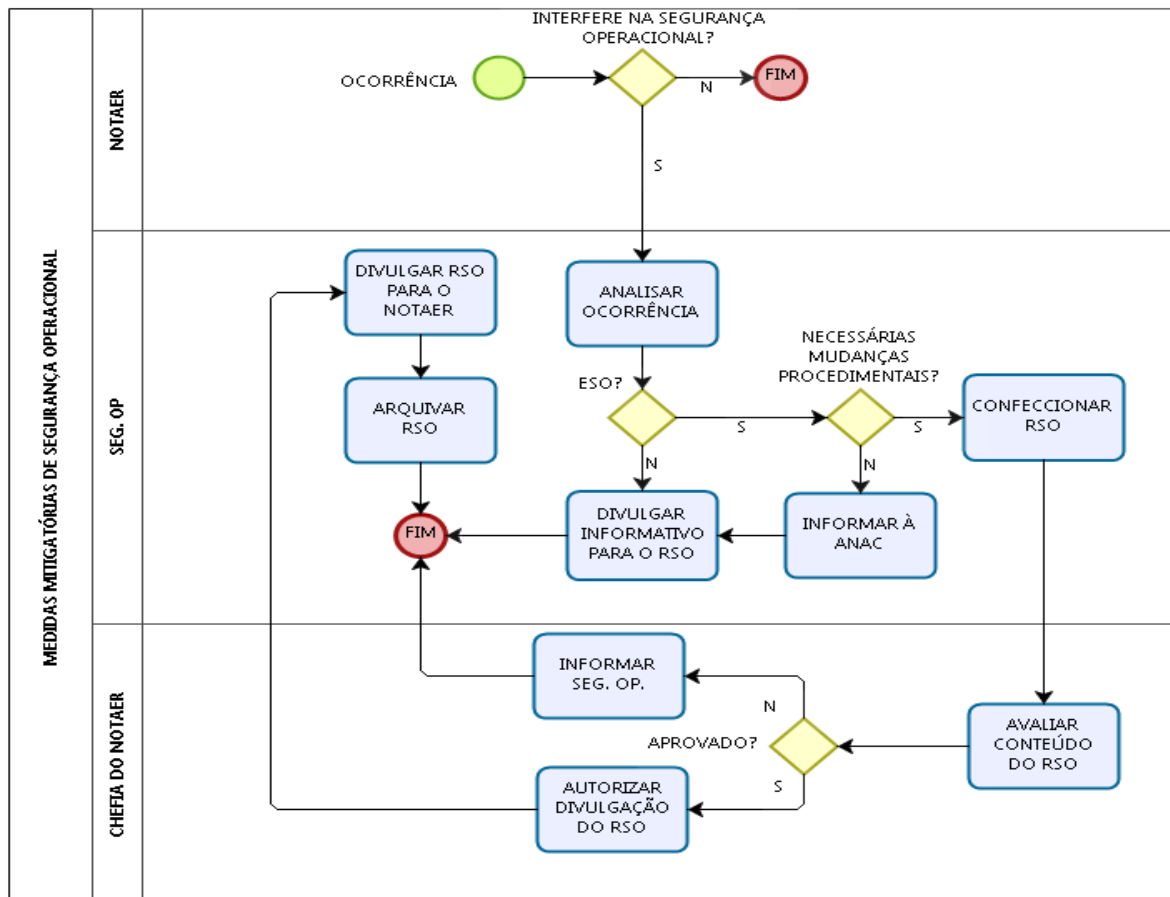 MEDIDAS MITIGATÓRIAS DE SEGURANÇA OPERACIONAL
NOTAER
INTERFERE NA SEGURANÇA
OPERACIONAL?
OCORRÊNCIA
N
FIM
S
SEG. OP
DIVULGAR RSO
PARA O
NOTAER
ANALISAR
OCORRÊNCIA
NECESSÁRIAS
MUDANÇAS
PROCEDIMENTAIS?
ESO?
ARQUIVAR
RSO
S
S
CONFECCIONAR
RSO
N
N
FIM
DIVULGAR
INFORMATIVO
PARA O RSO
INFORMAR À
ANAC
CHEFIA DO NOTAER
INFORMAR
SEG. OP.
N
APROVADO?
AVALIAR
CONTEÚDO
DO RSO
S
AUTORIZAR
DIVULGAÇÃO
DO RSO